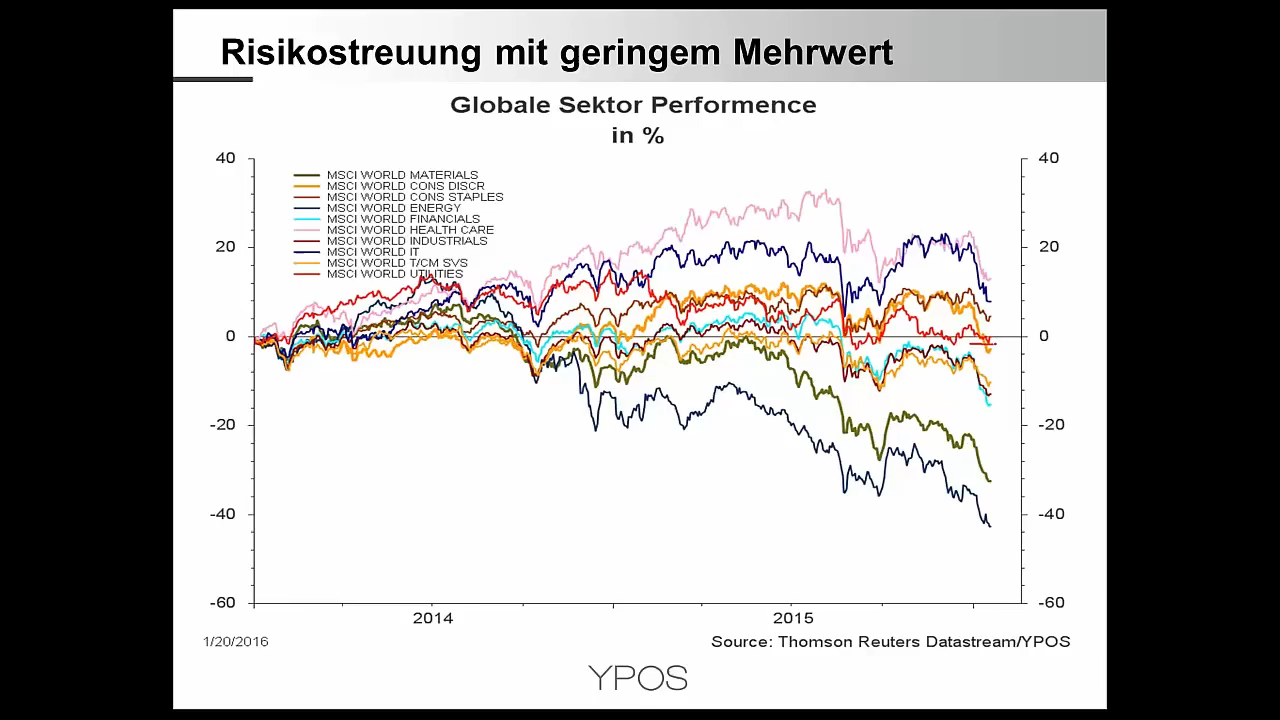 Risikostreuung mit geringem Mehrwert
Globale Sektor Performence
in %
40
20
0
-20
-40
-60
MSCI WORLD MATERIALS
MSCI WORLD CONS DISCR
MSCI WORLD CONS STAPLES
MSCI WORLD ENERGY
MSCI WORLD FINANCIALS
MSCI WORLD HEALTH CARE
MSCI WORLD INDUSTRIALS
MSCI WORLD IT
MSCI WORLD T/CM SVS
MSCI WORLD UTILITIES
40
20
0
-20
-40
-60
2014 2015
1/20/2016
Source: Thomson Reuters Datastream/YPOS
YPOS